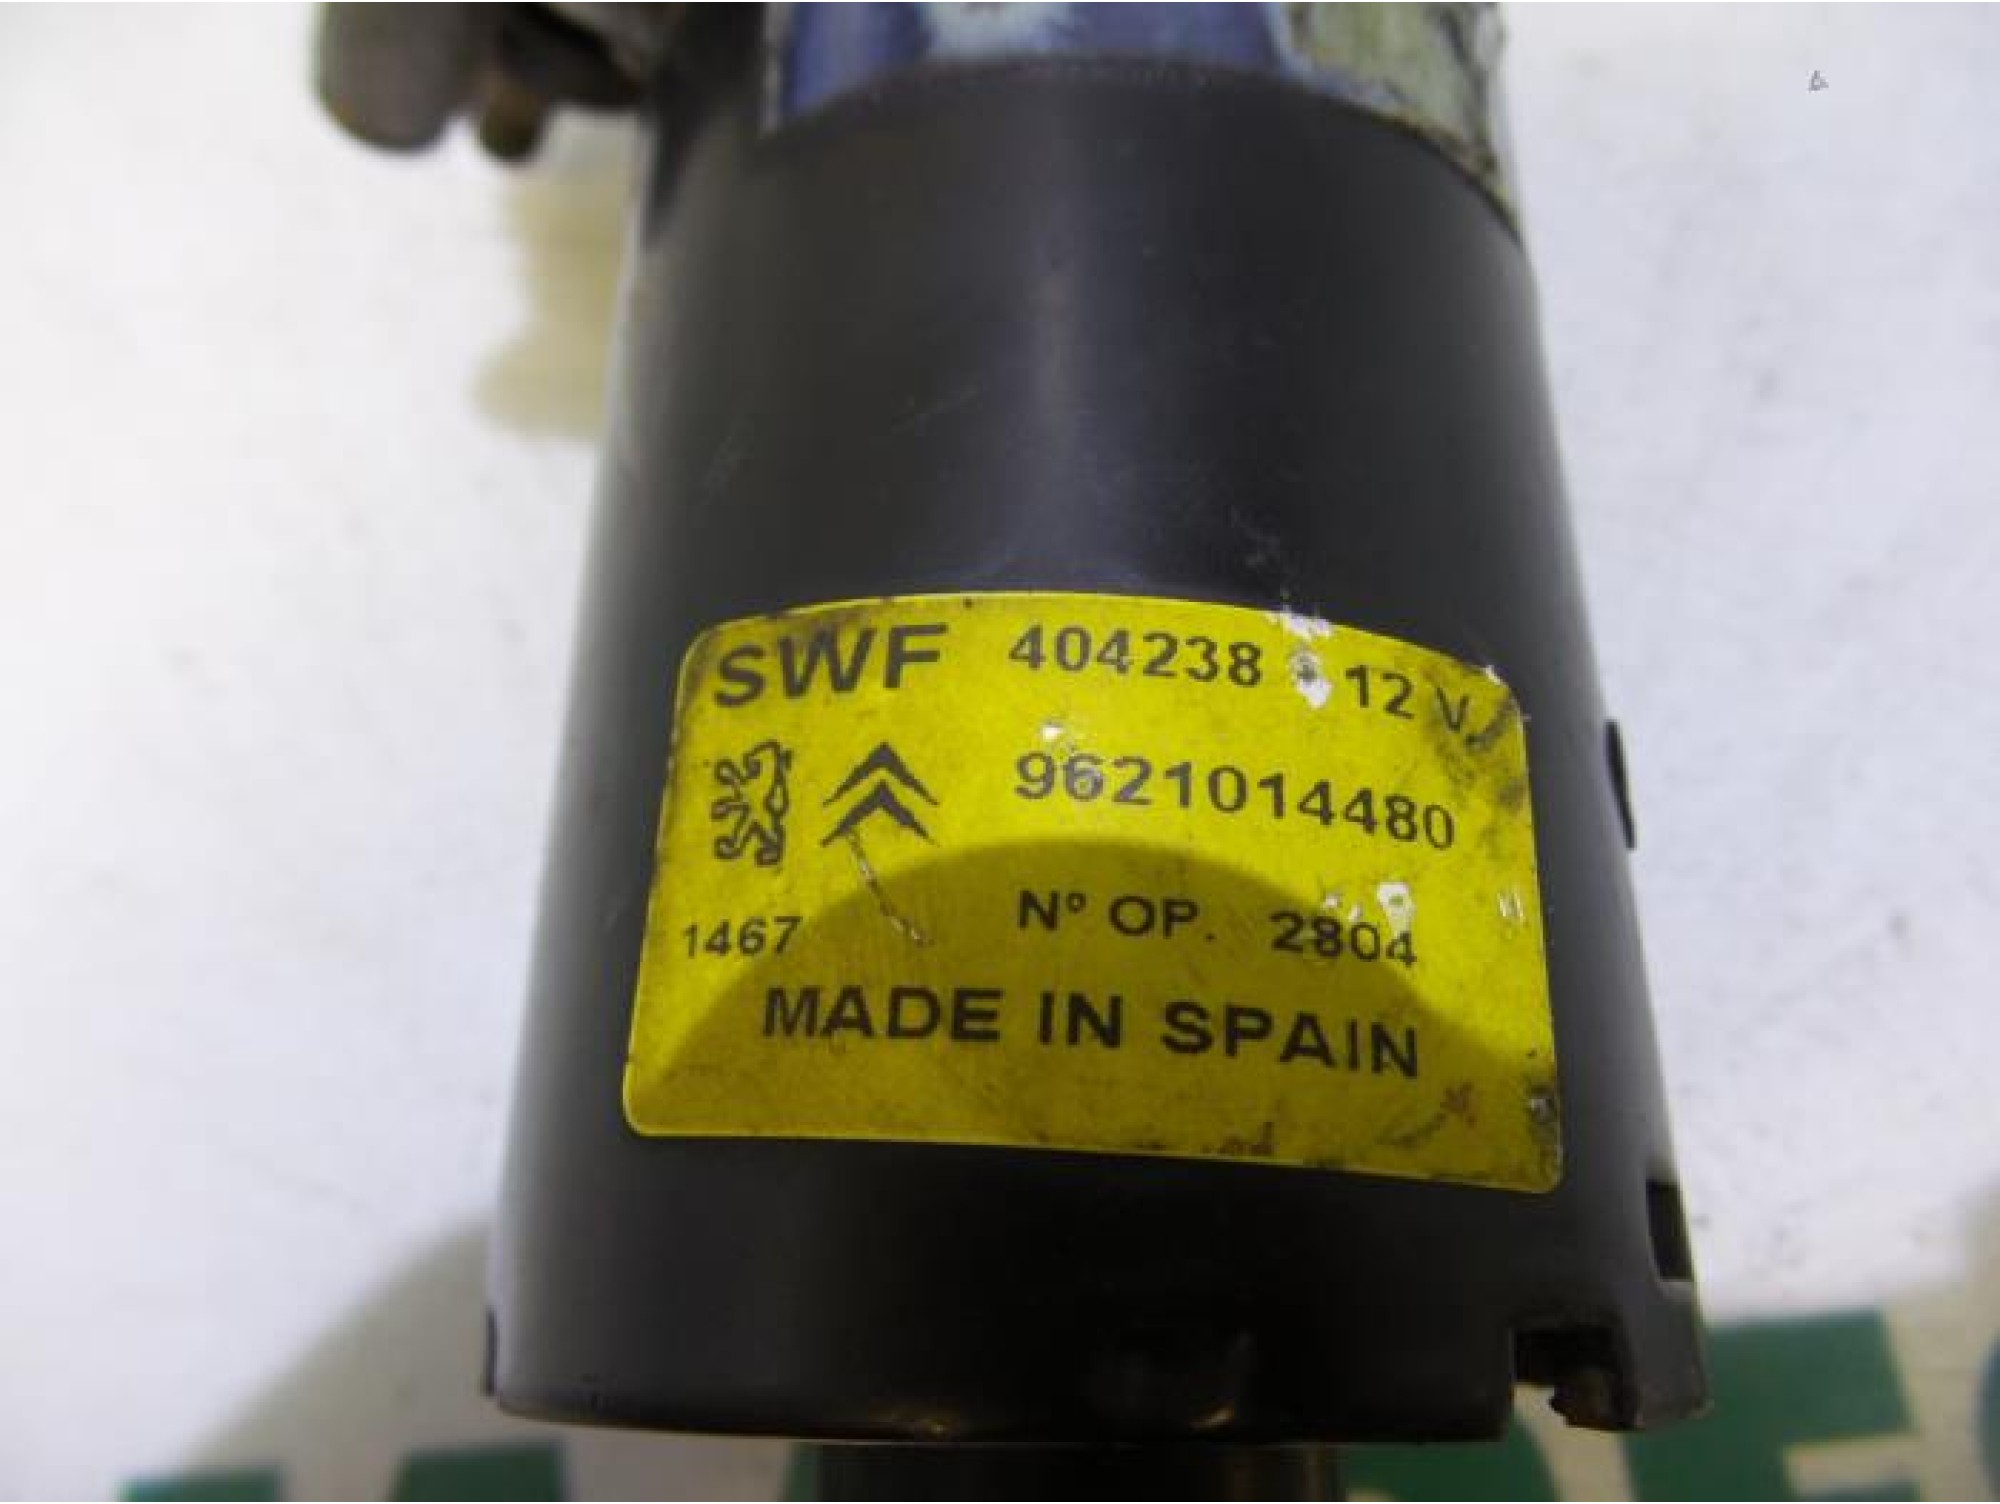 SWF 404238 12 V.
9621014480
1467 Nº OP. 2804
MADE IN SPAIN